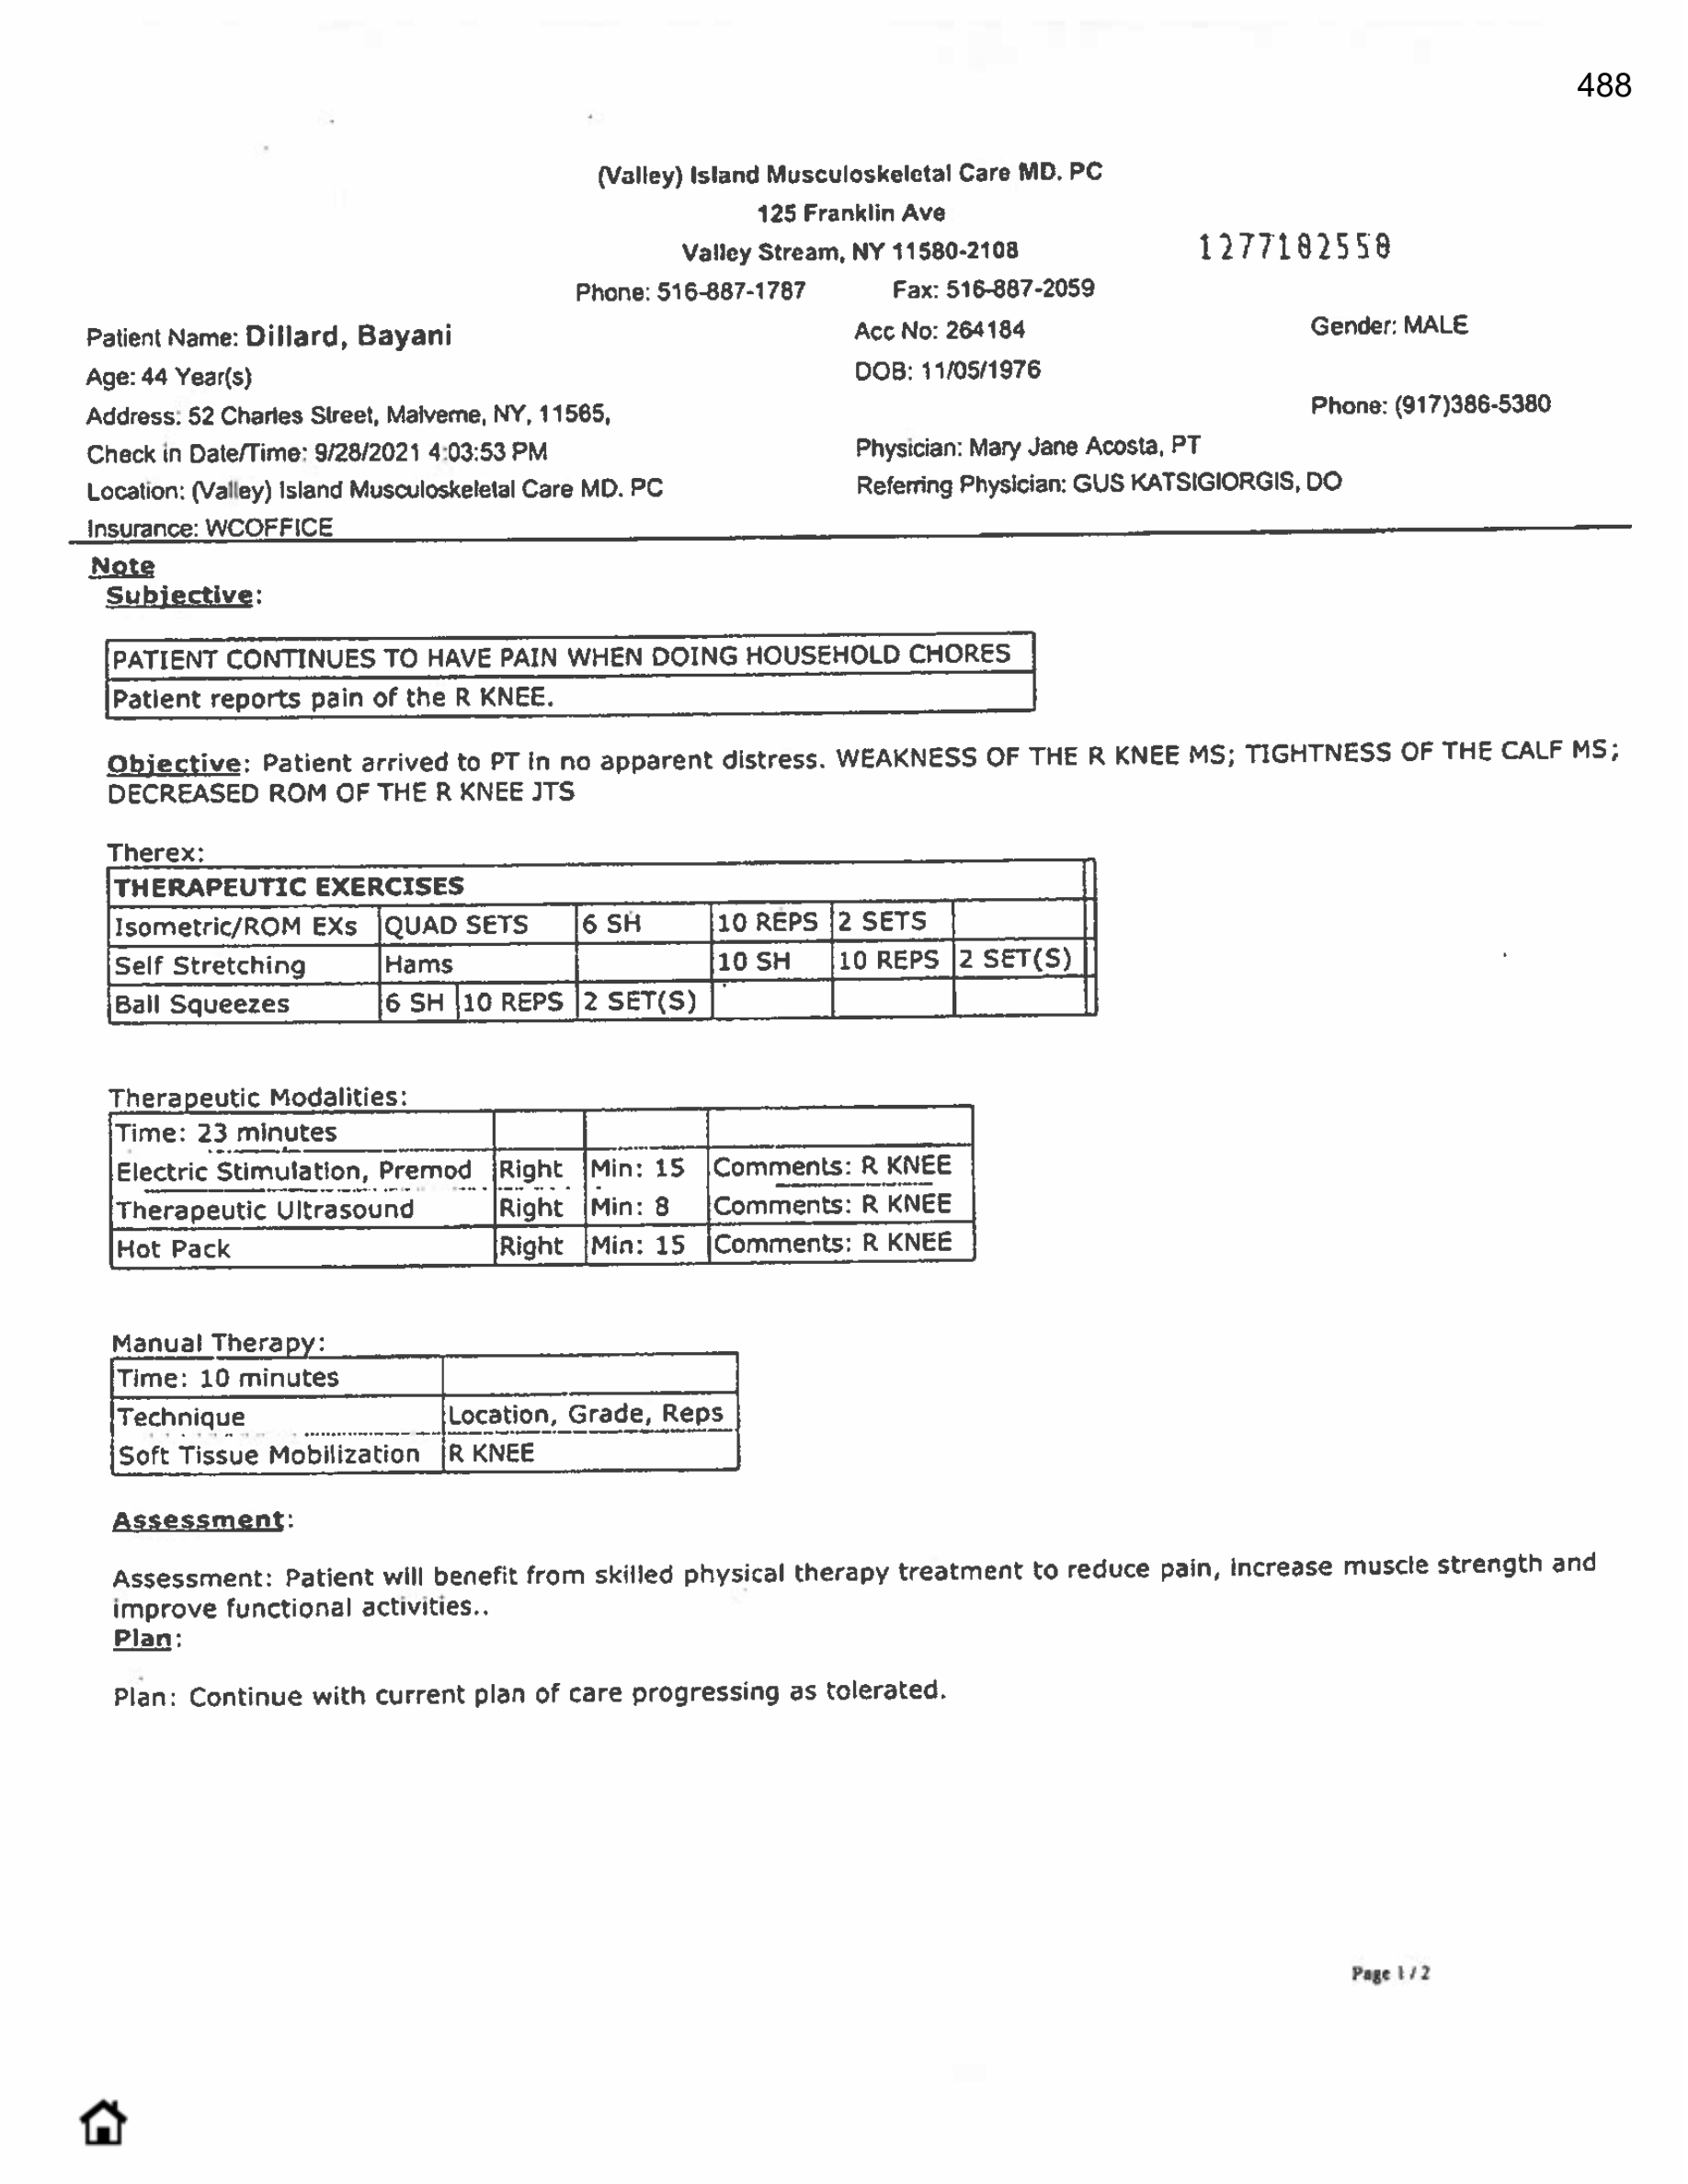 488
(Valley) Island Musculoskeletal Care MD. PC
125 Franklin Ave
Valley Stream, NY 11580-2108
1277182558
Phone: 516-887-1787 Fax: 516-887-2059
Patient Name: Dillard, Bayani Acc No: 264184 Gender: MALE
Age: 44 Year(s) DOB: 11/05/1976
Address: 52 Charles Street, Malverne, NY, 11565, Phone: (917)386-5380
Check in Date/Time: 9/28/2021 4:03:53 PM Physician: Mary Jane Acosta, PT
Location: (Valley) Island Musculoskeletal Care MD. PC Referring Physician: GUS KATSIGIORGIS, DO
Insurance: WCOFFICE
Note
Subjective:
PATIENT CONTINUES TO HAVE PAIN WHEN DOING HOUSEHOLD CHORES
Patient reports pain of the R KNEE.
Objective: Patient arrived to PT in no apparent distress. WEAKNESS OF THE R KNEE MS; TIGHTNESS OF THE CALF MS;
DECREASED ROM OF THE R KNEE JTS
Therex:
THERAPEUTIC EXERCISES
Isometric/ROM EXs QUAD SETS 6 SH 10 REPS 2 SETS
Self Stretching Hams 10 SH 10 REPS 2 SET(S)
Ball Squeezes 6 SH 10 REPS 2 SET(S)
Therapeutic Modalities:
Time: 23 minutes
Electric Stimulation, Premod Right Min: 15 Comments: R KNEE
Therapeutic Ultrasound Right Min: 8 Comments: R KNEE
Hot Pack Right Min: 15 Comments: R KNEE
Manual Therapy:
Time: 10 minutes
Technique Location, Grade, Reps
Soft Tissue Mobilization R KNEE
Assessment:
Assessment: Patient will benefit from skilled physical therapy treatment to reduce pain, increase muscle strength and
improve functional activities..
Plan:
Plan: Continue with current plan of care progressing as tolerated.
Page 1 / 2